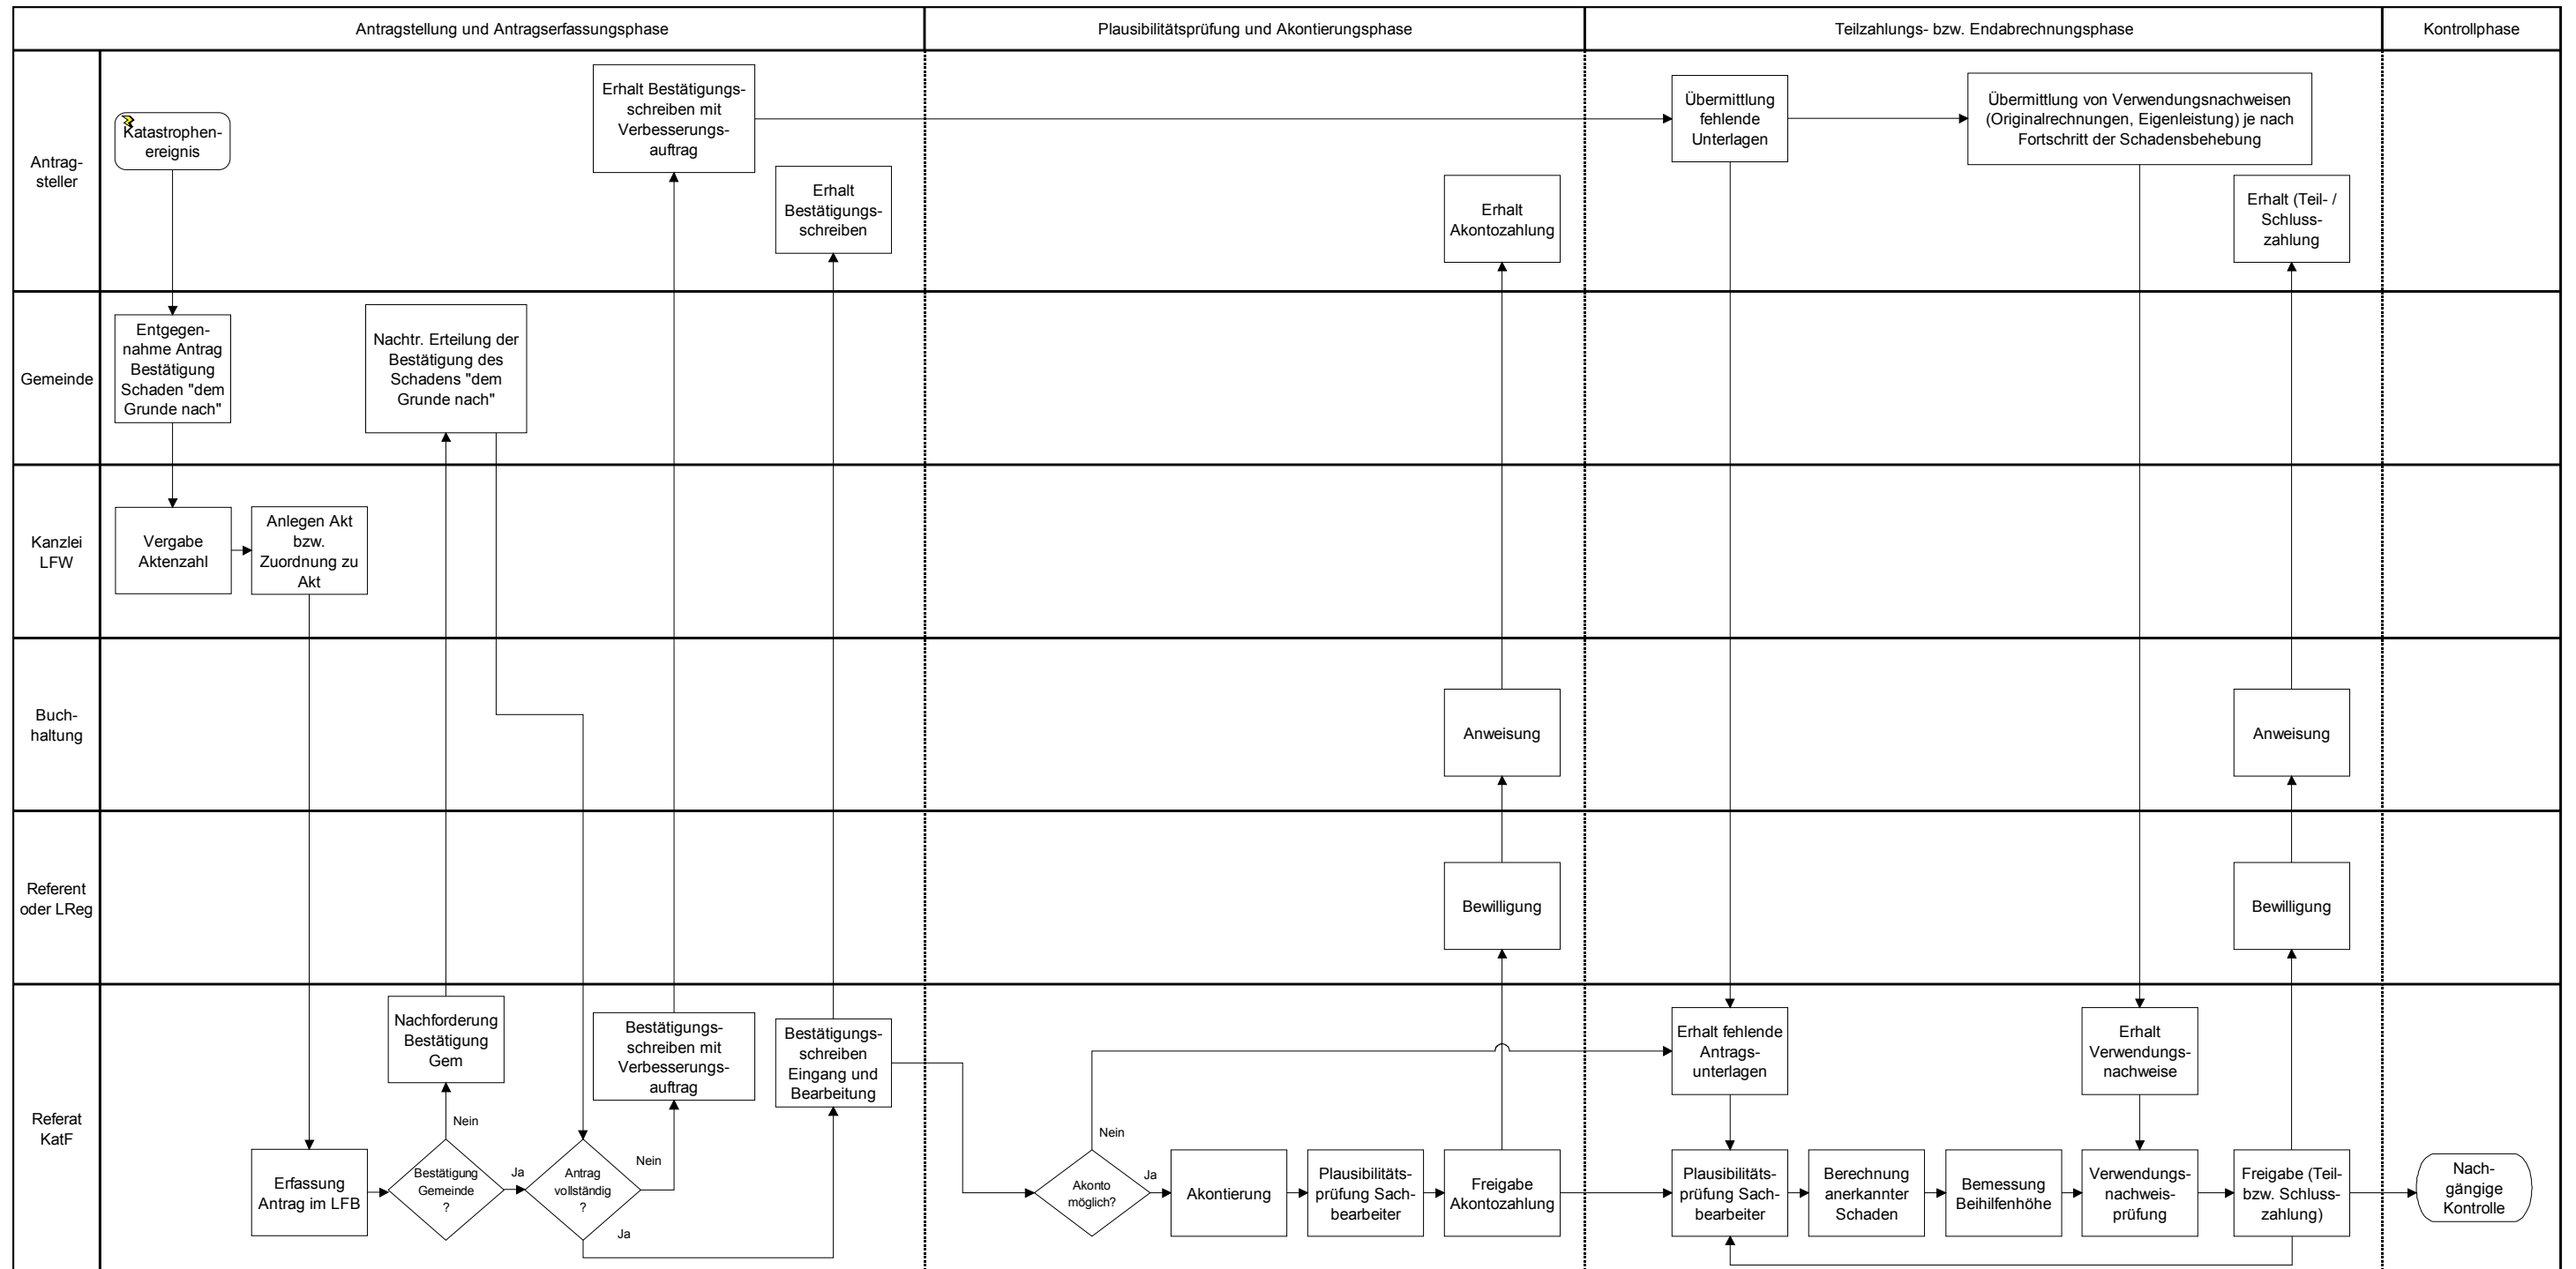 Antragstellung und Antragserfassungsphase
Plausibilitätsprüfung und Akontierungsphase
Teilzahlungs- bzw. Endabrechnungsphase
Kontrollphase
Antrag-
steller
Katastrophen-
ereignis
Erhalt Bestätigungs-
schreiben mit
Verbesserungs-
auftrag
Erhalt
Bestätigungs-
schreiben
Erhalt
Akontozahlung
Übermittlung
fehlende
Unterlagen
Übermittlung von Verwendungsnachweisen
(Originalrechnungen, Eigenleistung) je nach
Fortschritt der Schadensbehebung
Erhalt (Teil- /
Schluss-
zahlung
Gemeinde
Entgegen-
nahme Antrag
Bestätigung
Schaden "dem
Grunde nach"
Nachtr. Erteilung der
Bestätigung des
Schadens "dem
Grunde nach"
Kanzlei
LFW
Vergabe
Aktenzahl
Anlegen Akt
bzw.
Zuordnung zu
Akt
Buch-
haltung
Anweisung
Anweisung
Referent
oder LReg
Bewilligung
Bewilligung
Referat
KatF
Erfassung
Antrag im LFB
Nachforderung
Bestätigung
Gem
Nein
Bestätigung
Gemeinde
?
Ja
Antrag
vollständig
?
Nein
Ja
Bestätigungs-
schreiben mit
Verbesserungs-
auftrag
Bestätigungs-
schreiben
Eingang und
Bearbeitung
Nein
Akonto
möglich?
Ja
Akontierung
Plausibilitäts-
prüfung Sach-
bearbeiter
Freigabe
Akontozahlung
Erhalt fehlende
Antrags-
unterlagen
Plausibilitäts-
prüfung Sach-
bearbeiter
Berechnung
anerkannter
Schaden
Bemessung
Beihilfenhöhe
Erhalt
Verwendungs-
nachweise
Verwendungs-
nachweis-
prüfung
Freigabe (Teil-
bzw. Schluss-
zahlung)
Nach-
gängige
Kontrolle